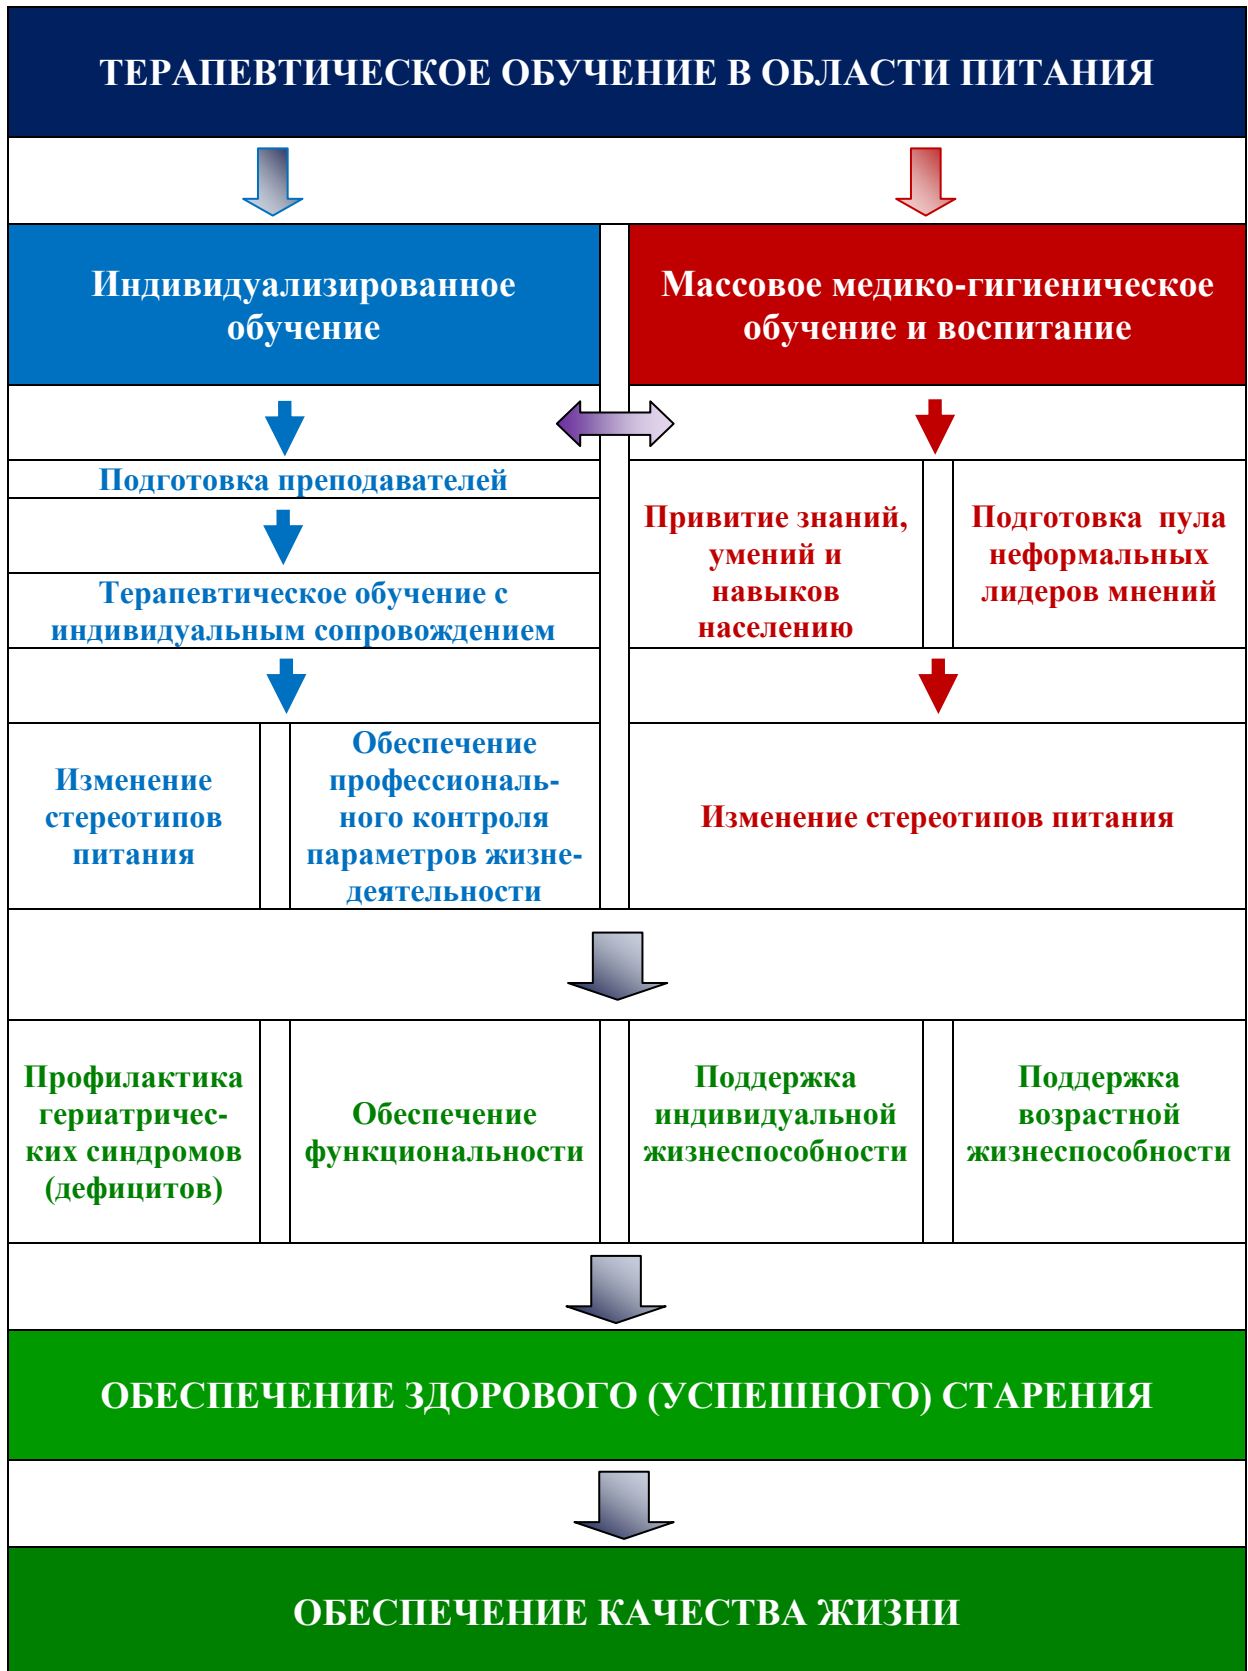 ТЕРАПЕВТИЧЕСКОЕ ОБУЧЕНИЕ В ОБЛАСТИ ПИТАНИЯ
Индивидуализированное
обучение
Массовое медико-гигиеническое
обучение и воспитание
Подготовка преподавателей
Терапевтическое обучение с
индивидуальным сопровождением
Привитие знаний,
умений и
навыков
населению
Подготовка пула
неформальных
лидеров мнений
Изменение
стереотипов
питания
Обеспечение
профессиональ-
ного контроля
параметров жизне-
деятельности
Изменение стереотипов питания
Профилактика
гериатричес-
ких синдромов
(дефицитов)
Обеспечение
функциональности
Поддержка
индивидуальной
жизнеспособности
Поддержка
возрастной
жизнеспособности
ОБЕСПЕЧЕНИЕ ЗДОРОВОГО (УСПЕШНОГО) СТАРЕНИЯ
ОБЕСПЕЧЕНИЕ КАЧЕСТВА ЖИЗНИ